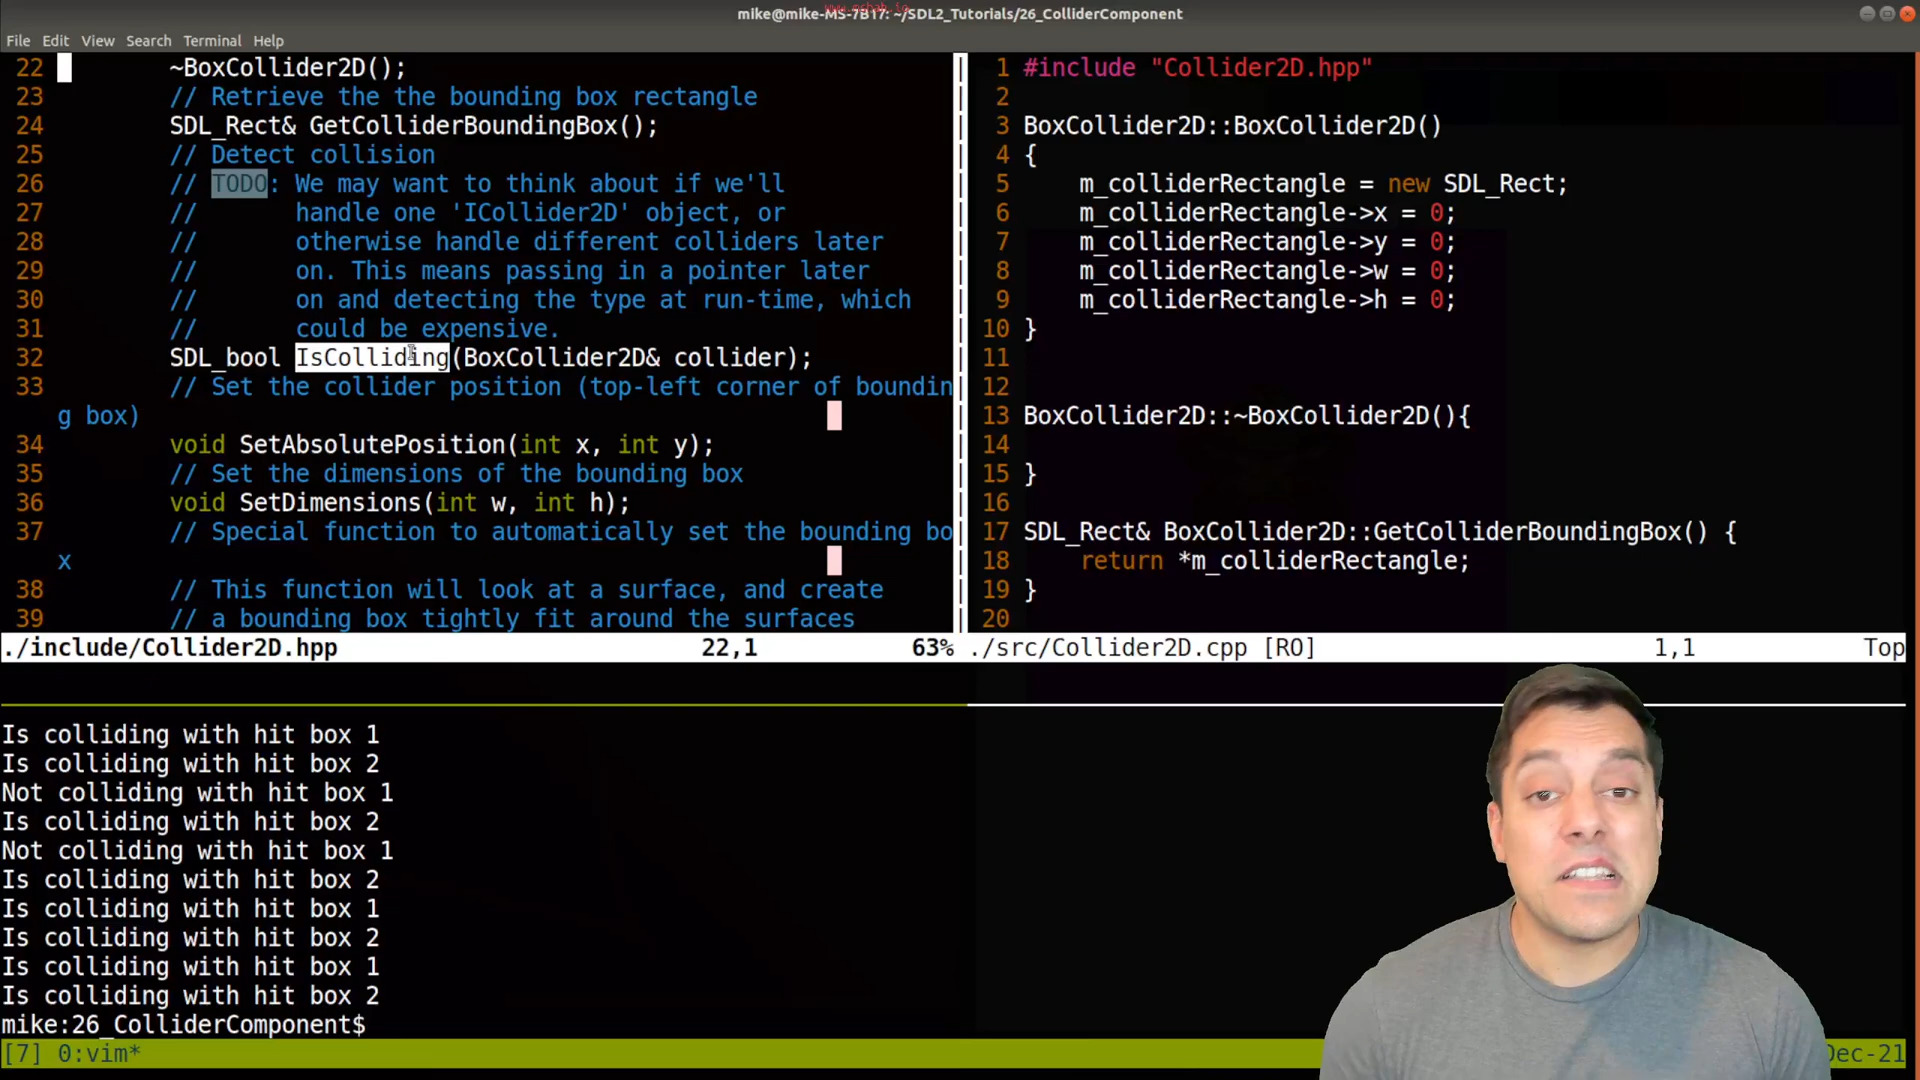 www.mshah.io
mike@mike-MS-7B17: ~/SDL2_Tutorials/26_ColliderComponent
File Edit View Search Terminal Help
22 ~BoxCollider2D();
23 // Retrieve the the bounding box rectangle
24 SDL_Rect& GetColliderBoundingBox();
25 // Detect collision
26 // TODO: We may want to think about if we'll
27 // handle one 'ICollider2D' object, or
28 // otherwise handle different colliders later
29 // on. This means passing in a pointer later
30 // on and detecting the type at run-time, which
31 // could be expensive.
32 SDL_bool IsColliding(BoxCollider2D& collider);
33 // Set the collider position (top-left corner of boundin
g box)
34 void SetAbsolutePosition(int x, int y);
35 // Set the dimensions of the bounding box
36 void SetDimensions(int w, int h);
37 // Special function to automatically set the bounding bo
x
38 // This function will look at a surface, and create
39 // a bounding box tightly fit around the surfaces
./include/Collider2D.hpp 22,1 63%
1 #include "Collider2D.hpp"
2
3 BoxCollider2D::BoxCollider2D()
4 {
5 m_colliderRectangle = new SDL_Rect;
6 m_colliderRectangle->x = 0;
7 m_colliderRectangle->y = 0;
8 m_colliderRectangle->w = 0;
9 m_colliderRectangle->h = 0;
10 }
11
12
13 BoxCollider2D::~BoxCollider2D(){
14
15 }
16
17 SDL_Rect& BoxCollider2D::GetColliderBoundingBox() {
18 return *m_colliderRectangle;
19 }
20
./src/Collider2D.cpp [RO] 1,1 Top
Is colliding with hit box 1
Is colliding with hit box 2
Not colliding with hit box 1
Is colliding with hit box 2
Not colliding with hit box 1
Is colliding with hit box 2
Is colliding with hit box 1
Is colliding with hit box 2
Is colliding with hit box 1
Is colliding with hit box 2
mike:26_ColliderComponent$
[7] 0:vim* Dec-21